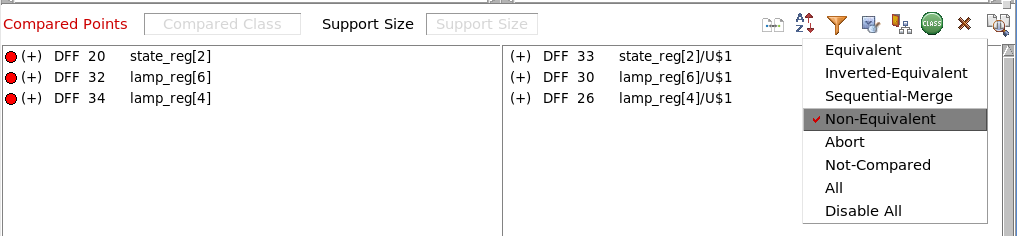 Compared Points Compared Class Support Size Support Size CLASS
(+) DFF 20 state_reg[2] (+) DFF 33 state_reg[2]/U$1
(+) DFF 32 lamp_reg[6] (+) DFF 30 lamp_reg[6]/U$1
(+) DFF 34 lamp_reg[4] (+) DFF 26 lamp_reg[4]/U$1
Equivalent
Inverted-Equivalent
Sequential-Merge
Non-Equivalent
Abort
Not-Compared
All
Disable All